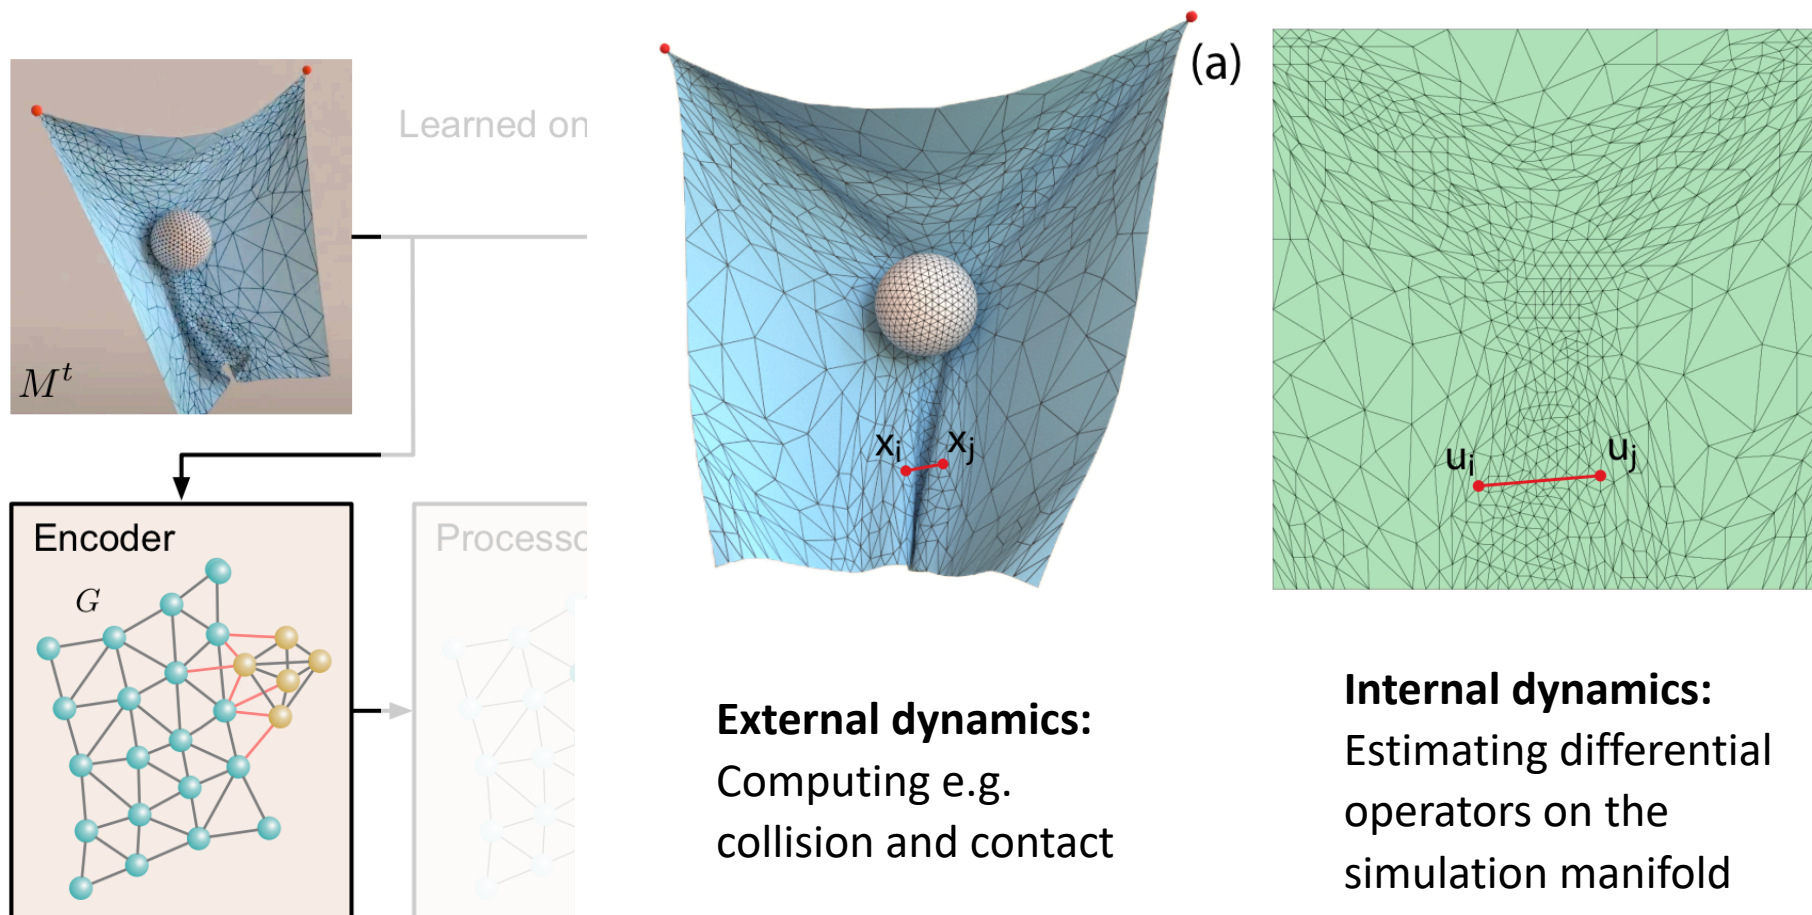 Learned on
M^t
Encoder
G
Processo
(a)
x_i
x_j
u_i
u_j
External dynamics:
Computing e.g.
collision and contact
Internal dynamics:
Estimating differential
operators on the
simulation manifold